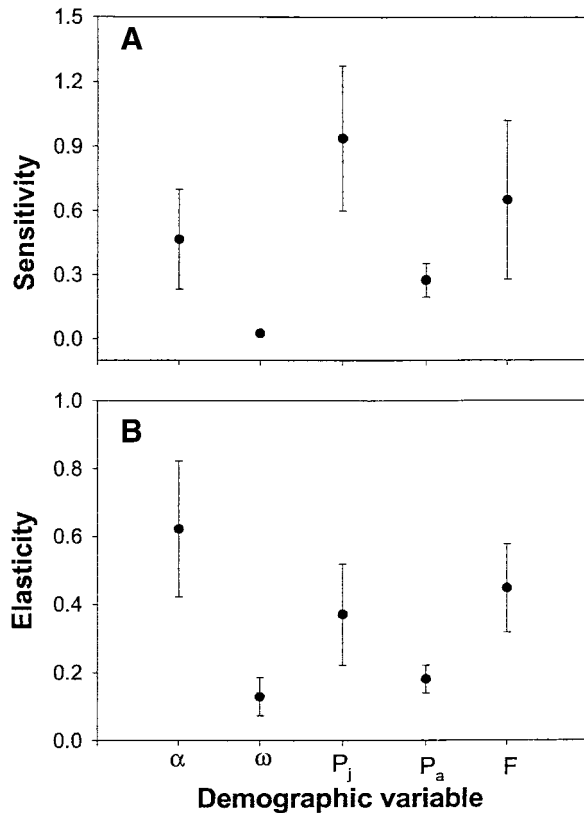 A
Sensitivity
1.5
1.2
0.9
0.6
0.3
0.0
B
Elasticity
1.0
0.8
0.6
0.4
0.2
0.0
α ω Pj Pa F
Demographic variable